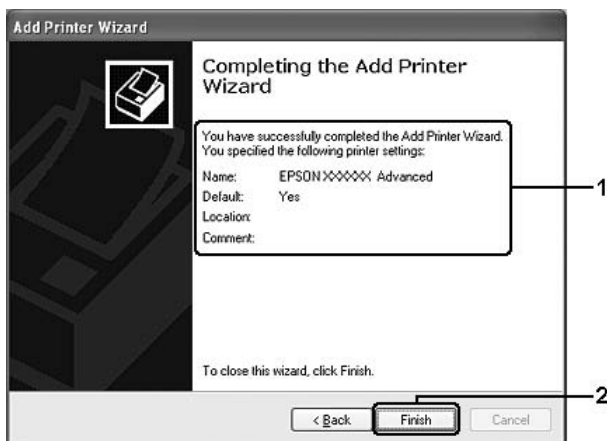 Add Printer Wizard
Completing the Add Printer
Wizard
You have successfully completed the Add Printer Wizard.
You specified the following printer settings:
Name: EPSON XXXXXX Advanced
Default: Yes
Location:
Comment:
1
To close this wizard, click Finish.
2
< Back Finish Cancel